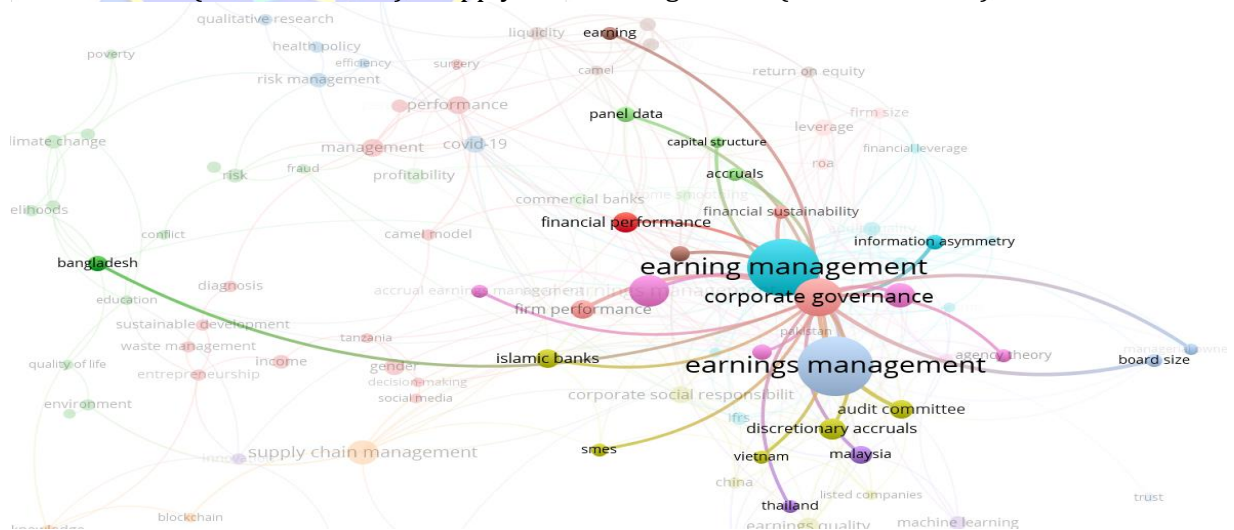 qualitative research
liquidity
earning
health policy
poverty
efficiency
surgery
camel
return on equity
risk management
performance
panel data
firm size
leverage
limate change
management
covid-19
capital structure
financial leverage
roa
risk
fraud
profitability
accruals
commercial banks
income smoothing
elihoods
financial performance
financial sustainability
conflict
camel model
information asymmetry
bangladesh
earning management
diagnosis
accrual earnings management
corporate governance
education
firm performance
sustainable development
tanzania
pakistan
waste management
islamic banks
agency theory
board size
quality of life
income
gender
earnings management
entrepreneurship
decision-making
corporate social responsibilit
social media
environment
audit committee
ifrs
discretionary accruals
supply chain management
smes
vietnam
malaysia
china
listed companies
trust
thailand
blockchain
earnings quality
machine learning
knowledge